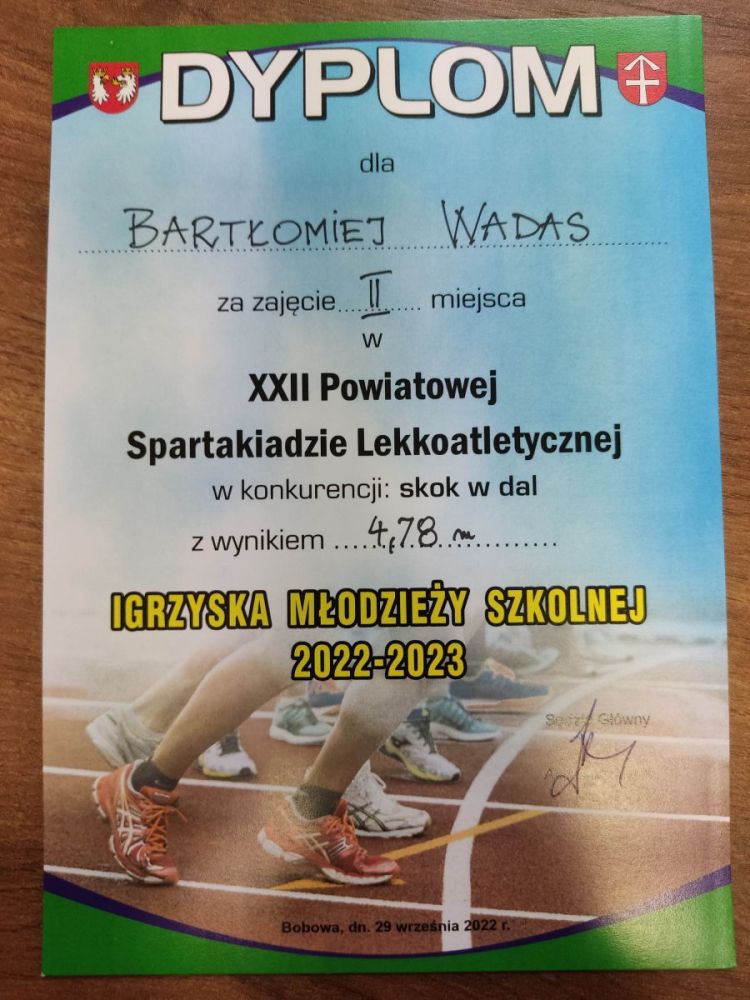 DYPLOM
dla
BARTŁOMIEJ WADAS
za zajęcie....II....... miejsca
w
XXII Powiatowej
Spartakiadzie Lekkoatletycznej
w konkurencji: skok w dal
z wynikiem ....4,78 m............
IGRZYSKA MŁODZIEŻY SZKOLNEJ
2022-2023
Sędzia Główny
Bobowa, dn. 29 września 2022 r.